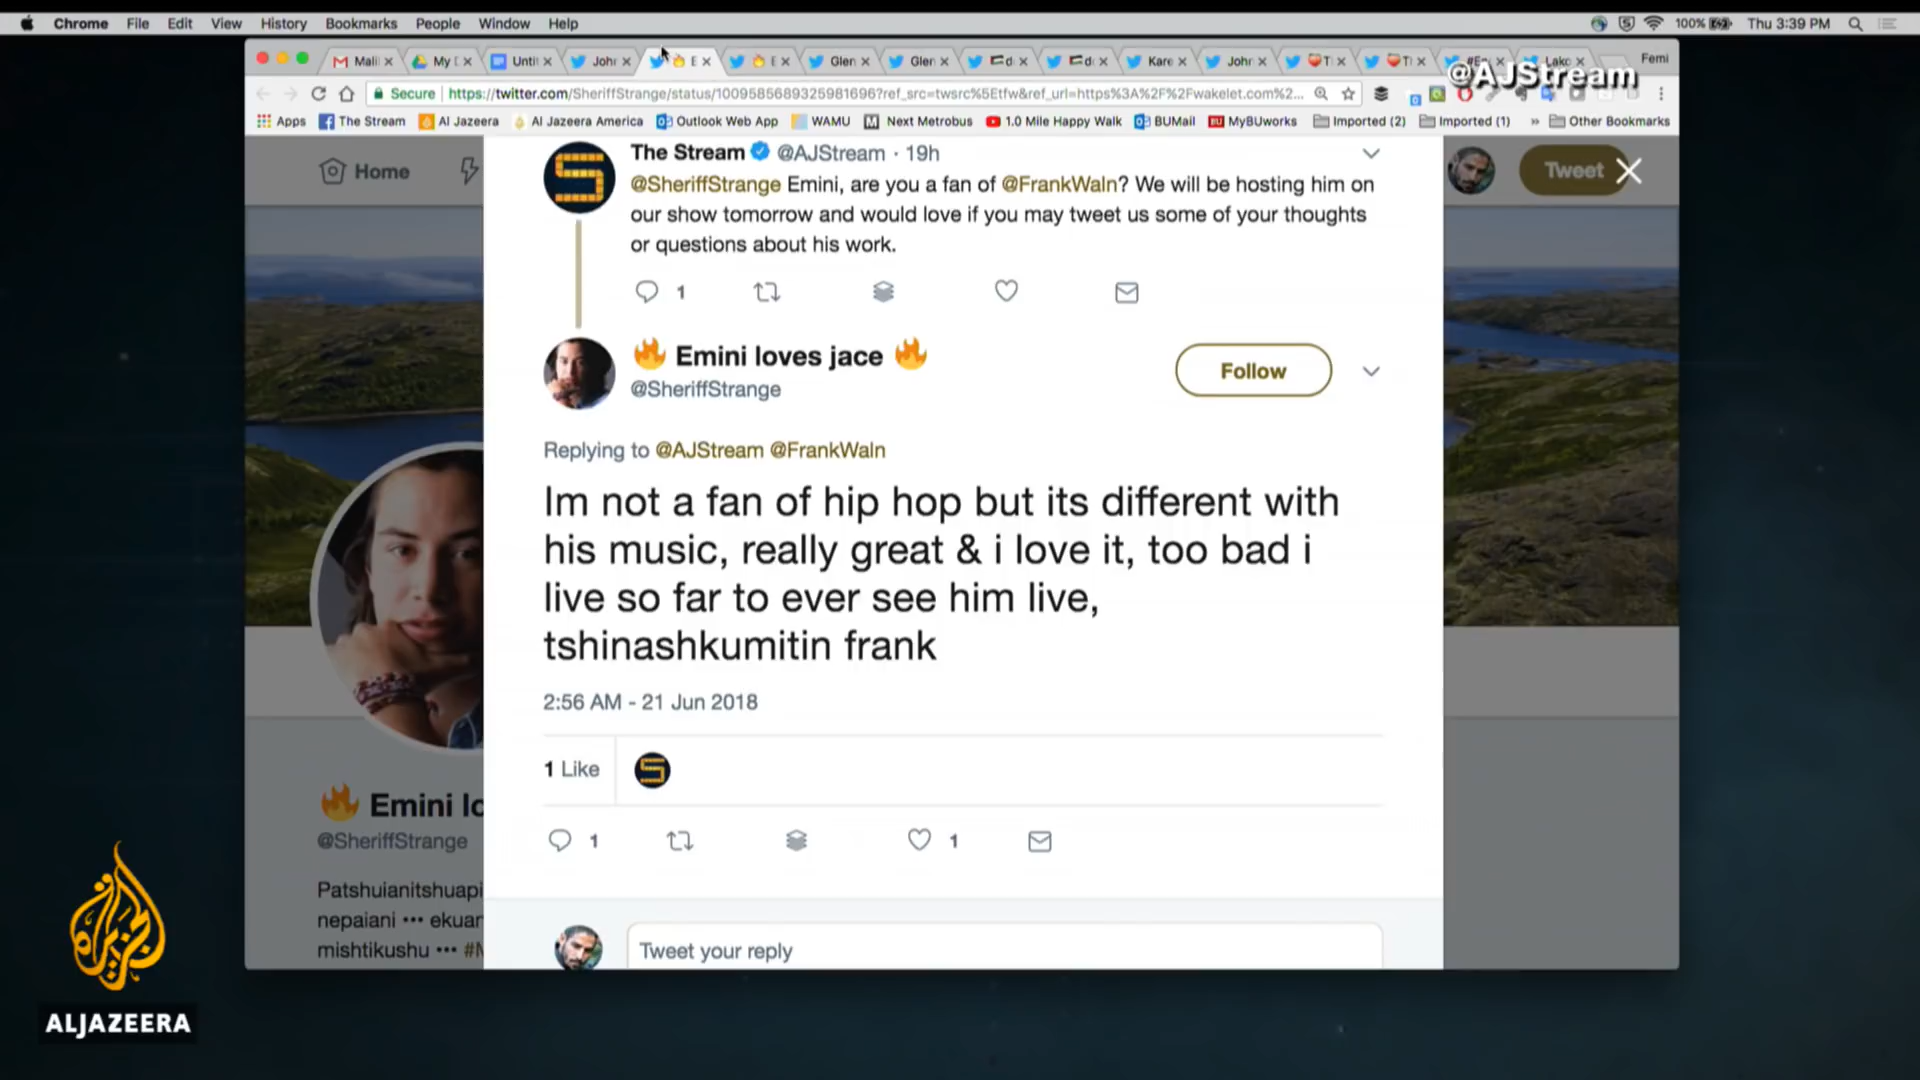 Chrome File Edit View History Bookmarks People Window Help
100% Thu 3:39 PM
My Untit John E E Glen Glen d d Kare John T T Lako Femi
@AJStream
Secure https://twitter.com/SheriffStrange/status/1009585689325981696?ref_src=twsrc%5Etfw&ref_url=https%3A%2F%2Fwakelet.com%2...
Apps The Stream Al Jazeera Al Jazeera America Outlook Web App WAMU Next Metrobus 1.0 Mile Happy Walk BUMail MyBUworks Imported (2) Imported (1) » Other Bookmarks
Home
Tweet
The Stream @AJStream · 19h
@SheriffStrange Emini, are you a fan of @FrankWaln? We will be hosting him on
our show tomorrow and would love if you may tweet us some of your thoughts
or questions about his work.
1
🔥 Emini loves jace 🔥
@SheriffStrange
Follow
Replying to @AJStream @FrankWaln
Im not a fan of hip hop but its different with
his music, really great & i love it, too bad i
live so far to ever see him live,
tshinashkumitin frank
2:56 AM - 21 Jun 2018
1 Like
1 1
Tweet your reply
🔥 Emini lo
@SheriffStrange
Patshuianitshuapi
nepaiani ••• ekuan
mishtikushu ••• #
ALJAZEERA